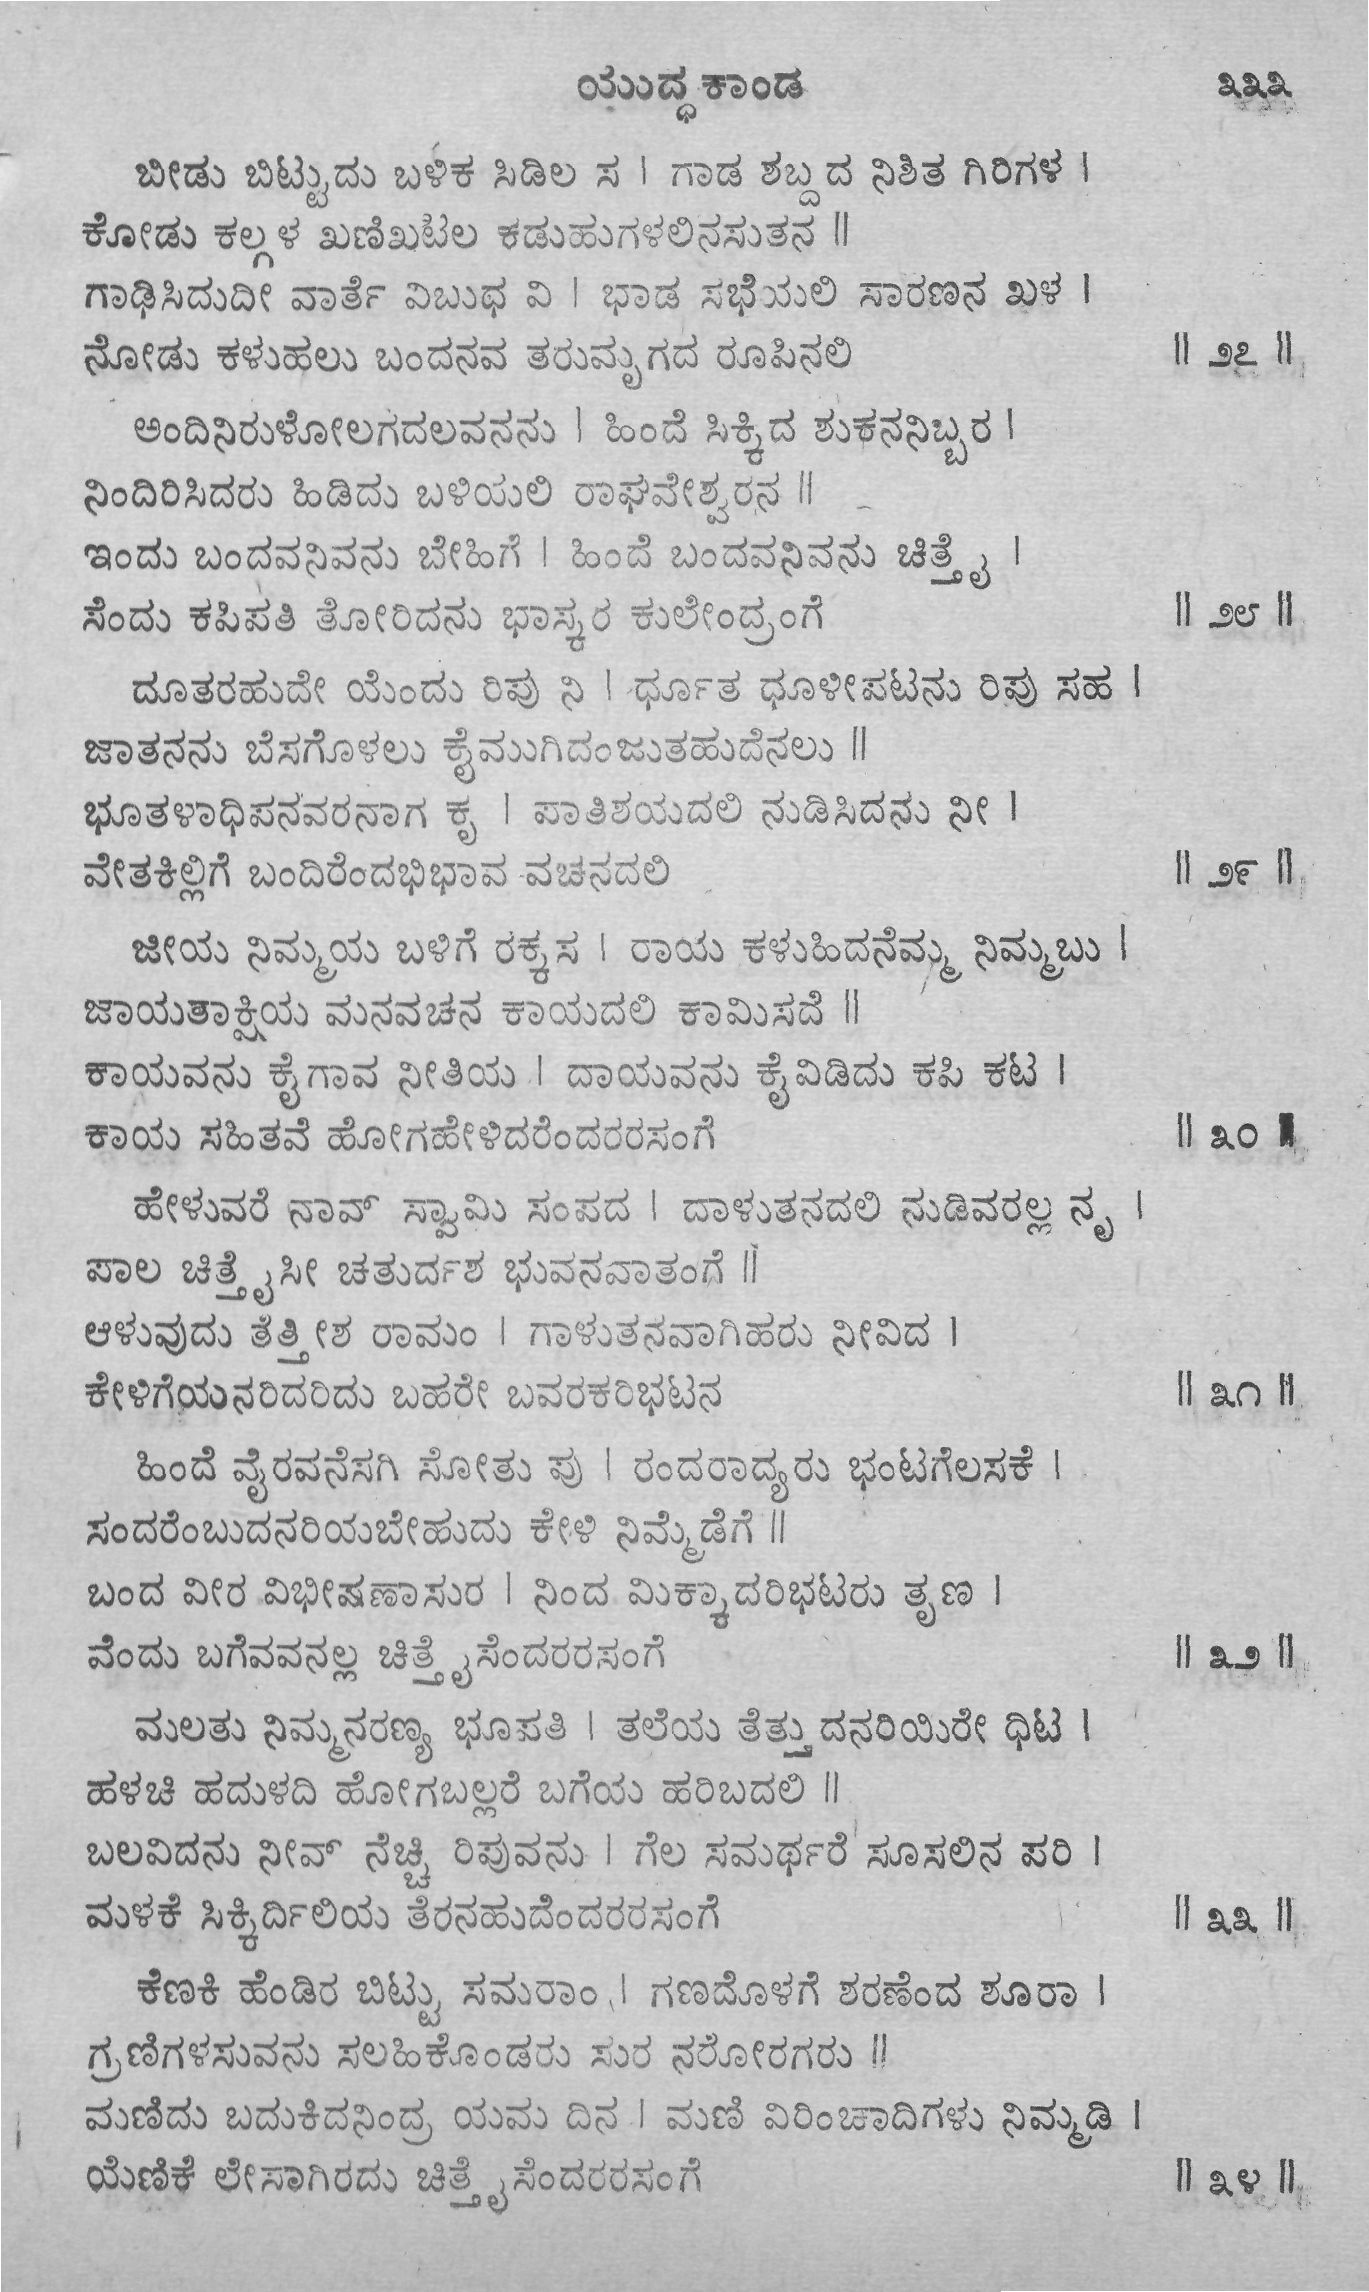 ಯುದ್ಧಕಾಂಡ ೩೩೩
ಬೀಡು ಬಿಟ್ಟುದು ಬಳಿಕ ಸಿಡಿಲ ಸ । ಗಾಡ ಶಬ್ದದ ನಿಶಿತ ಗಿರಿಗಳ ।
ಕೋಡು ಕಲ್ಗಳ ಖಣಿಖಟಿಲ ಕಡುಹುಗಳಲಿನಸುತನ ॥
ಗಾಢಿಸಿದುದೀ ವಾರ್ತೆ ವಿಬುಧ ವಿ । ಭಾಡ ಸಭೆಯಲಿ ಸಾರಣನ ಖಳ ।
ನೋಡು ಕಳುಹಲು ಬಂದನವ ತರುಮೃಗದ ರೂಪಿನಲಿ ॥ ೨೭ ॥
ಅಂದಿನಿರುಳೋಲಗದಲವನನು । ಹಿಂದೆ ಸಿಕ್ಕಿದ ಶುಕನನಿಬ್ಬರ ।
ನಿಂದಿರಿಸಿದರು ಹಿಡಿದು ಬಳಿಯಲಿ ರಾಘವೇಶ್ವರನ ॥
ಇಂದು ಬಂದವನಿವನು ಬೇಹಿಗೆ । ಹಿಂದೆ ಬಂದವನಿವನು ಚಿತ್ತೈ ।
ಸೆಂದು ಕಪಿಪತಿ ತೋರಿದನು ಭಾಸ್ಕರ ಕುಲೇಂದ್ರಂಗೆ ॥ ೨೮ ॥
ದೂತರಹುದೇ ಯೆಂದು ರಿಪು ನಿ । ರ್ಧೂತ ಧೂಳೀಪಟನು ರಿಪು ಸಹ ।
ಜಾತನನು ಬೆಸಗೊಳಲು ಕೈಮುಗಿದಂಜುತಹುದೆನಲು ॥
ಭೂತಳಾಧಿಪನವರನಾಗ ಕೃ । ಪಾತಿಶಯದಲಿ ನುಡಿಸಿದನು ನೀ ।
ವೇತಕಿಲ್ಲಿಗೆ ಬಂದಿರೆಂದಭಿಭಾವ ವಚನದಲಿ ॥ ೨೯ ॥
ಜೀಯ ನಿಮ್ಮಯ ಬಳಿಗೆ ರಕ್ಕಸ । ರಾಯ ಕಳುಹಿದನೆಮ್ಮ ನಿಮ್ಮಬು ।
ಜಾಯತಾಕ್ಷಿಯ ಮನವಚನ ಕಾಯದಲಿ ಕಾಮಿಸದೆ ॥
ಕಾಯವನು ಕೈಗಾವ ನೀತಿಯ । ದಾಯವನು ಕೈವಿಡಿದು ಕಪಿ ಕಟ ।
ಕಾಯ ಸಹಿತವೆ ಹೋಗಹೇಳಿದರೆಂದರರಸಂಗೆ ॥ ೩೦ ॥
ಹೇಳುವರೆ ನಾವ್ ಸ್ವಾಮಿ ಸಂಪದ । ದಾಳುತನದಲಿ ನುಡಿವರಲ್ಲ ನೃ ।
ಪಾಲ ಚಿತ್ತೈಸೀ ಚತುರ್ದಶ ಭುವನವಾತಂಗೆ ॥
ಆಳುವುದು ತೆತ್ತೀಶ ರಾಮಂ । ಗಾಳುತನವಾಗಿಹರು ನೀವಿದ ।
ಕೇಳಿಗೆಯನರಿದರಿದು ಬಹರೇ ಬವರಕರಿಭಟನ ॥ ೩೧ ॥
ಹಿಂದೆ ವೈರವನೆಸಗಿ ಸೋತು ಪು । ರಂದರಾದ್ಯರು ಭಂಟಗೆಲಸಕೆ ।
ಸಂದರೆಂಬುದನರಿಯಬೇಹುದು ಕೇಳಿ ನಿಮ್ಮೆಡೆಗೆ ॥
ಬಂದ ವೀರ ವಿಭೀಷಣಾಸುರ । ನಿಂದ ಮಿಕ್ಕಾದರಿಭಟರು ತೃಣ ।
ವೆಂದು ಬಗೆವವನಲ್ಲ ಚಿತ್ತೈಸೆಂದರರಸಂಗೆ ॥ ೩೨ ॥
ಮಲತು ನಿಮ್ಮನರಣ್ಯ ಭೂಪತಿ । ತಲೆಯ ತೆತ್ತುದನರಿಯಿರೇ ಧಿಟ ।
ಹಳಚಿ ಹದುಳದಿ ಹೋಗಬಲ್ಲರೆ ಬಗೆಯ ಹರಿಬದಲಿ ॥
ಬಲವಿದನು ನೀವ್ ನೆಚ್ಚಿ ರಿಪುವನು । ಗೆಲ ಸಮರ್ಥರೆ ಸೂಸಲಿನ ಪರಿ ।
ಮಳಕೆ ಸಿಕ್ಕಿರ್ದಿಲಿಯ ತೆರನಹುದೆಂದರರಸಂಗೆ ॥ ೩೩ ॥
ಕೆಣಕಿ ಹೆಂಡಿರ ಬಿಟ್ಟು ಸಮರಾಂ । ಗಣದೊಳಗೆ ಶರಣೆಂದ ಶೂರಾ ।
ಗ್ರಣಿಗಳಸುವನು ಸಲಹಿಕೊಂಡರು ಸುರ ನರೋರಗರು ॥
ಮಣಿದು ಬದುಕಿದನಿಂದ್ರ ಯಮ ದಿನ । ಮಣಿ ವಿರಿಂಚಾದಿಗಳು ನಿಮ್ಮಡಿ ।
ಯೆಣಿಕೆ ಲೇಸಾಗಿರದು ಚಿತ್ತೈಸೆಂದರರಸಂಗೆ ॥ ೩೪ ॥